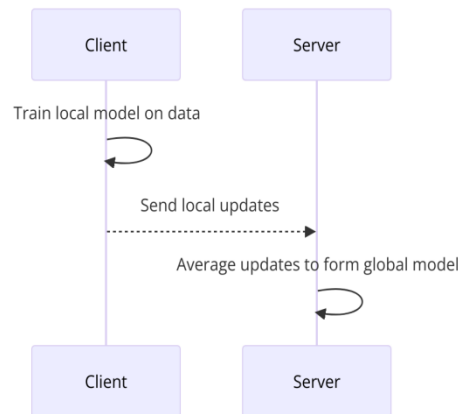 Client
Server
Train local model on data
Send local updates
Average updates to form global model
Client
Server